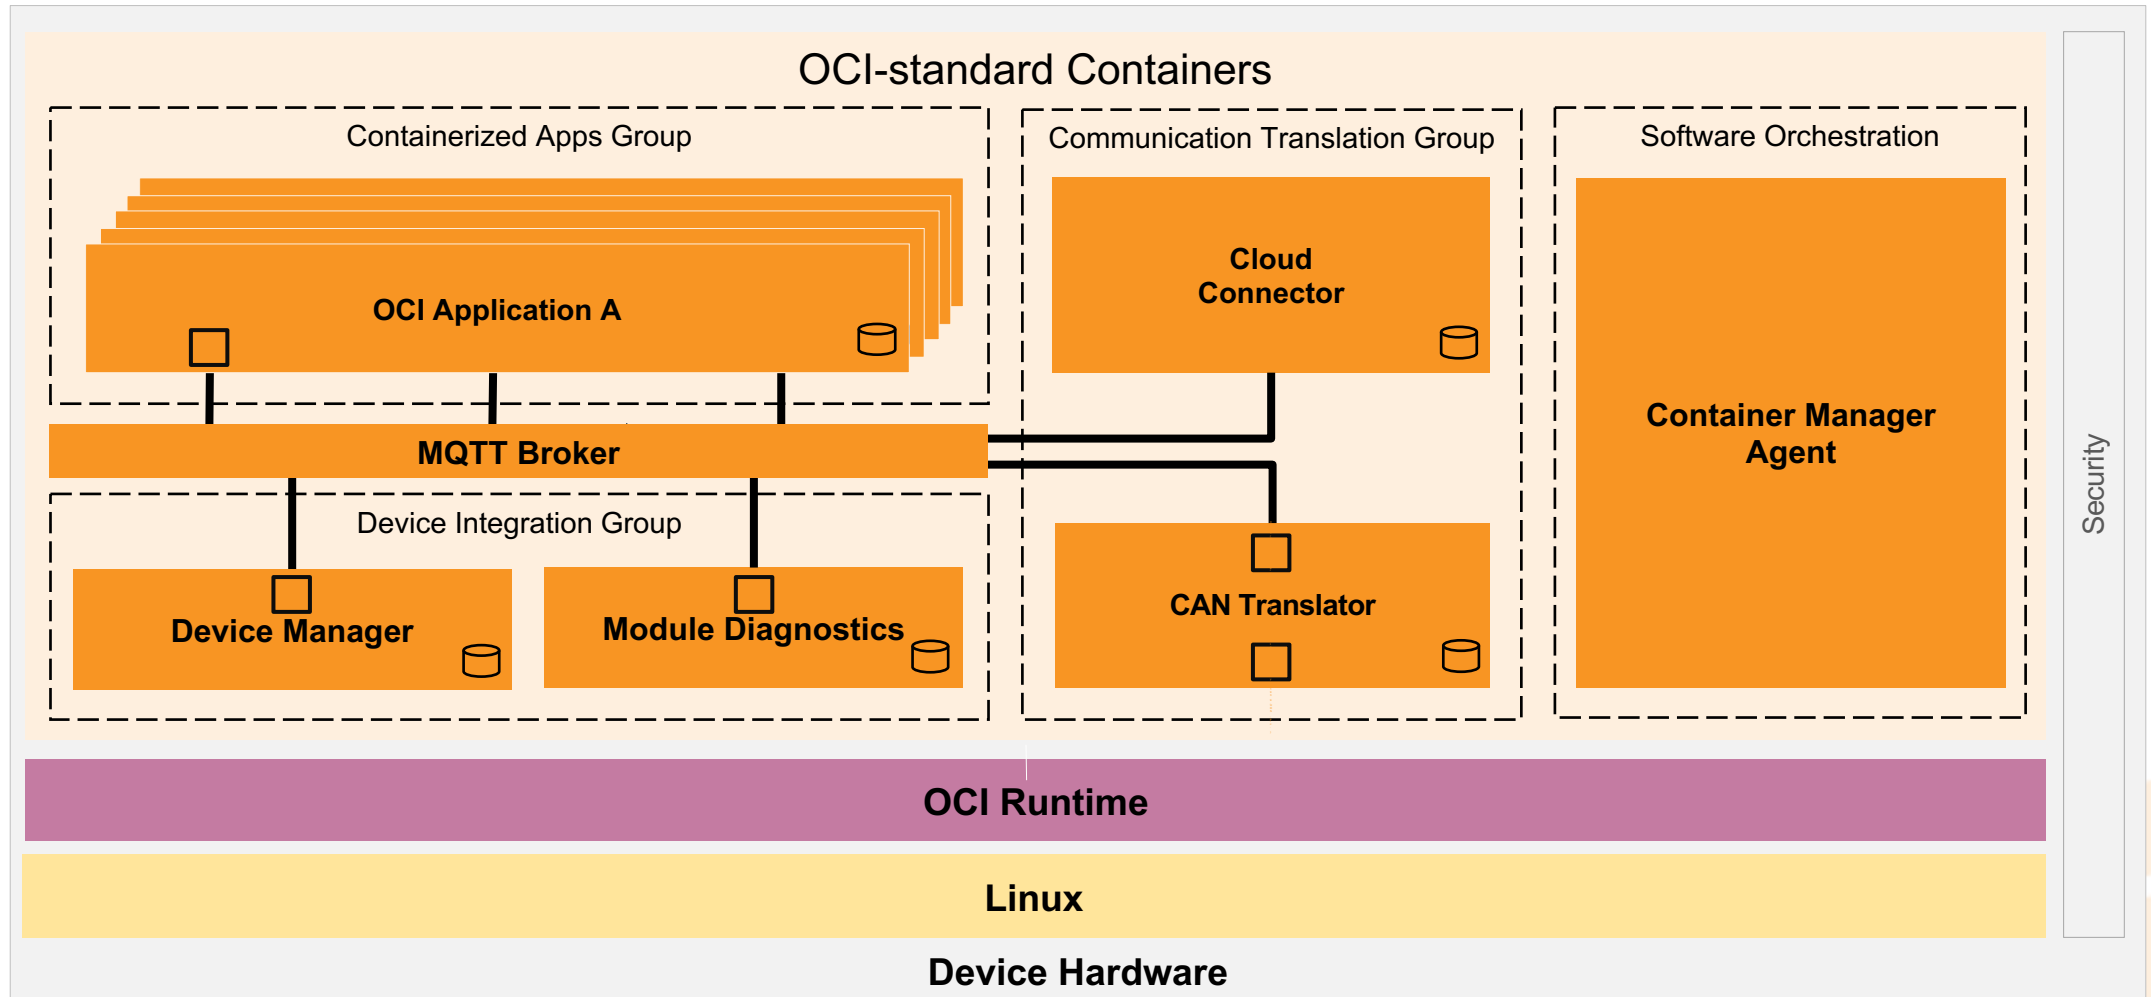 OCI-standard Containers
Containerized Apps Group
OCI Application A
MQTT Broker
Device Integration Group
Device Manager
Module Diagnostics
Communication Translation Group
Cloud
Connector
CAN Translator
Software Orchestration
Container Manager
Agent
Security
OCI Runtime
Linux
Device Hardware